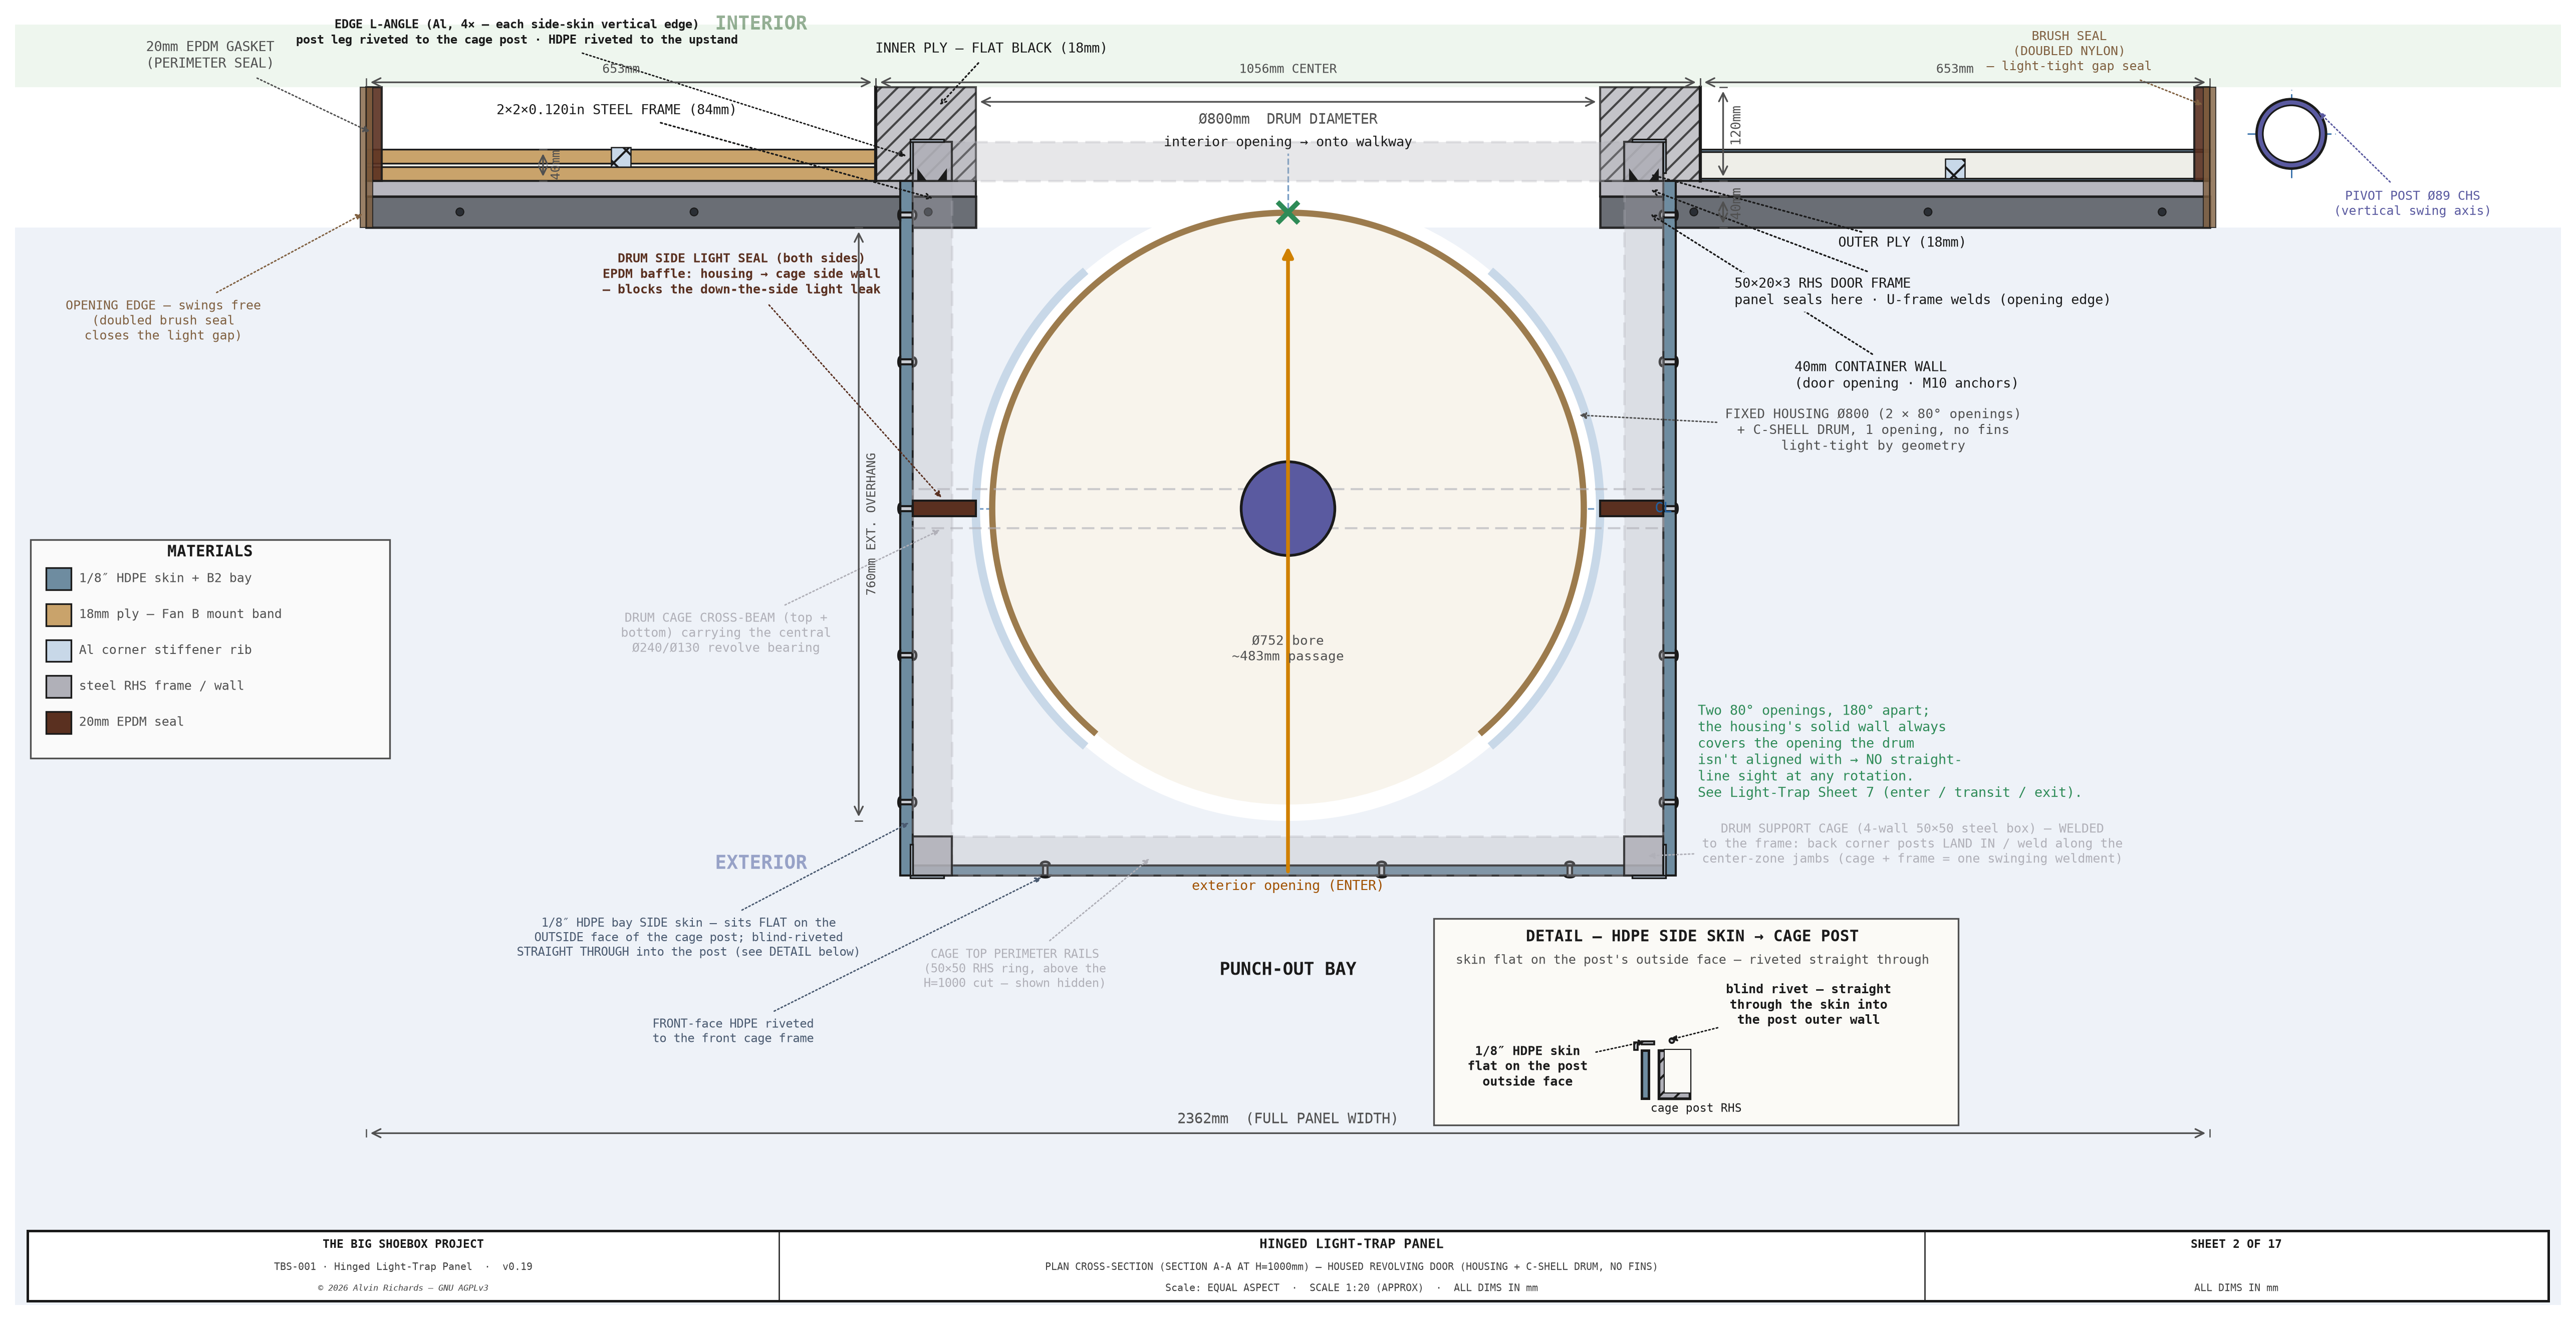 EDGE L-ANGLE (Al, 4× — each side-skin vertical edge)
post leg riveted to the cage post · HDPE riveted to the upstand
INTERIOR
20mm EPDM GASKET
(PERIMETER SEAL)
INNER PLY — FLAT BLACK (18mm)
BRUSH SEAL
(DOUBLED NYLON)
— light-tight gap seal
653mm
1056mm CENTER
653mm
2×2×0.120in STEEL FRAME (84mm)
Ø800mm  DRUM DIAMETER
interior opening → onto walkway
120mm
40mm
40mm
PIVOT POST Ø89 CHS
(vertical swing axis)
OUTER PLY (18mm)
DRUM SIDE LIGHT SEAL (both sides)
EPDM baffle: housing → cage side wall
— blocks the down-the-side light leak
50×20×3 RHS DOOR FRAME
panel seals here · U-frame welds (opening edge)
OPENING EDGE — swings free
(doubled brush seal
closes the light gap)
40mm CONTAINER WALL
(door opening · M10 anchors)
FIXED HOUSING Ø800 (2 × 80° openings)
+ C-SHELL DRUM, 1 opening, no fins
light-tight by geometry
760mm EXT. OVERHANG
MATERIALS
1/8″ HDPE skin + B2 bay
18mm ply — Fan B mount band
Al corner stiffener rib
steel RHS frame / wall
20mm EPDM seal
DRUM CAGE CROSS-BEAM (top +
bottom) carrying the central
Ø240/Ø130 revolve bearing
Ø752 bore
~483mm passage
Two 80° openings, 180° apart;
the housing's solid wall always
covers the opening the drum
isn't aligned with → NO straight-
line sight at any rotation.
See Light-Trap Sheet 7 (enter / transit / exit).
DRUM SUPPORT CAGE (4-wall 50×50 steel box) — WELDED
to the frame: back corner posts LAND IN / weld along the
center-zone jambs (cage + frame = one swinging weldment)
EXTERIOR
exterior opening (ENTER)
1/8″ HDPE bay SIDE skin — sits FLAT on the
OUTSIDE face of the cage post; blind-riveted
STRAIGHT THROUGH into the post (see DETAIL below)
CAGE TOP PERIMETER RAILS
(50×50 RHS ring, above the
H=1000 cut — shown hidden)
PUNCH-OUT BAY
FRONT-face HDPE riveted
to the front cage frame
DETAIL — HDPE SIDE SKIN → CAGE POST
skin flat on the post's outside face — riveted straight through
blind rivet — straight
through the skin into
the post outer wall
1/8″ HDPE skin
flat on the post
outside face
cage post RHS
2362mm  (FULL PANEL WIDTH)
THE BIG SHOEBOX PROJECT
TBS-001 · Hinged Light-Trap Panel  ·  v0.19
© 2026 Alvin Richards — GNU AGPLv3
HINGED LIGHT-TRAP PANEL
PLAN CROSS-SECTION (SECTION A-A AT H=1000mm) — HOUSED REVOLVING DOOR (HOUSING + C-SHELL DRUM, NO FINS)
Scale: EQUAL ASPECT  ·  SCALE 1:20 (APPROX)  ·  ALL DIMS IN mm
SHEET 2 OF 17
ALL DIMS IN mm